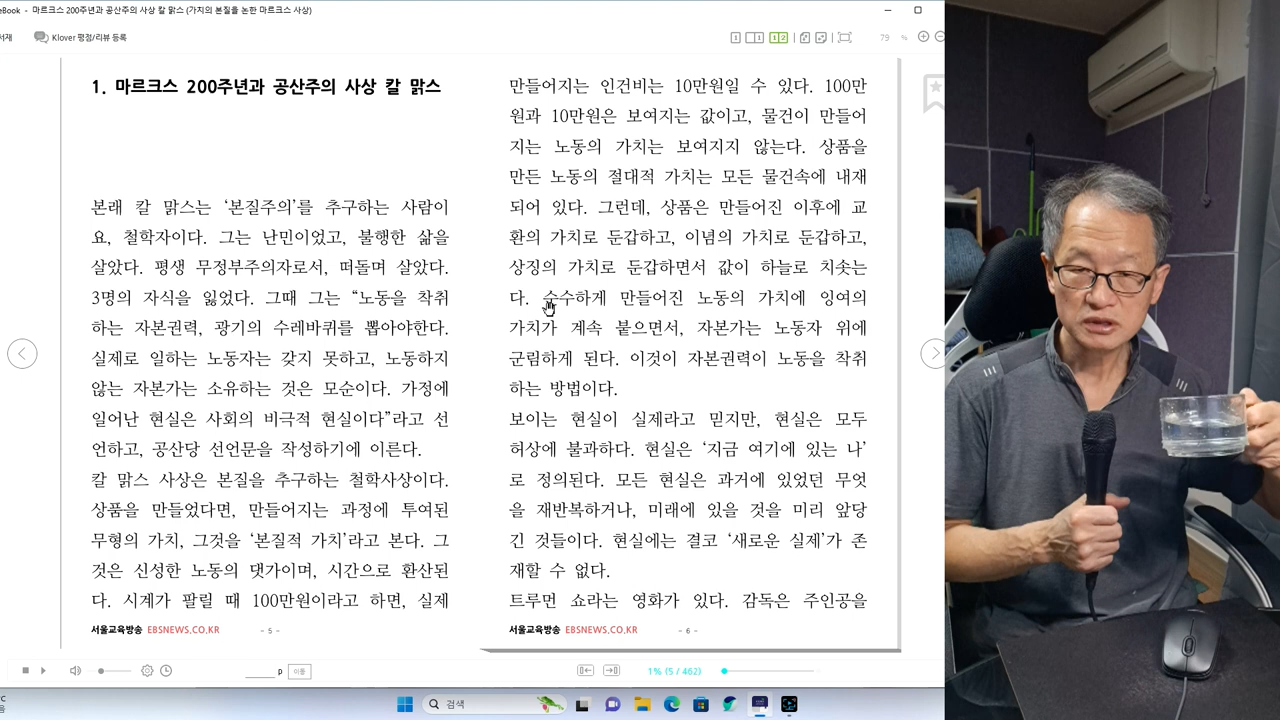 eBook - 마르크스 200주년과 공산주의 사상 칼 맑스 (가치의 본질을 논한 마르크스 사상)
서재 Klover 평점/리뷰 등록
79 %
1. 마르크스 200주년과 공산주의 사상 칼 맑스
본래 칼 맑스는 ‘본질주의’를 추구하는 사람이
요, 철학자이다. 그는 난민이었고, 불행한 삶을
살았다. 평생 무정부주의자로서, 떠돌며 살았다.
3명의 자식을 잃었다. 그때 그는 “노동을 착취
하는 자본권력, 광기의 수레바퀴를 뽑아야한다.
실제로 일하는 노동자는 갖지 못하고, 노동하지
않는 자본가는 소유하는 것은 모순이다. 가정에
일어난 현실은 사회의 비극적 현실이다”라고 선
언하고, 공산당 선언문을 작성하기에 이른다.
칼 맑스 사상은 본질을 추구하는 철학사상이다.
상품을 만들었다면, 만들어지는 과정에 투여된
무형의 가치, 그것을 ‘본질적 가치’라고 본다. 그
것은 신성한 노동의 댓가이며, 시간으로 환산된
다. 시계가 팔릴 때 100만원이라고 하면, 실제
서울교육방송 EBSNEWS.CO.KR - 5 -
만들어지는 인건비는 10만원일 수 있다. 100만
원과 10만원은 보여지는 값이고, 물건이 만들어
지는 노동의 가치는 보여지지 않는다. 상품을
만든 노동의 절대적 가치는 모든 물건속에 내재
되어 있다. 그런데, 상품은 만들어진 이후에 교
환의 가치로 둔갑하고, 이념의 가치로 둔갑하고,
상징의 가치로 둔갑하면서 값이 하늘로 치솟는
다. 순수하게 만들어진 노동의 가치에 잉여의
가치가 계속 붙으면서, 자본가는 노동자 위에
군림하게 된다. 이것이 자본권력이 노동을 착취
하는 방법이다.
보이는 현실이 실제라고 믿지만, 현실은 모두
허상에 불과하다. 현실은 ‘지금 여기에 있는 나’
로 정의된다. 모든 현실은 과거에 있었던 무엇
을 재반복하거나, 미래에 있을 것을 미리 앞당
긴 것들이다. 현실에는 결코 ‘새로운 실제’가 존
재할 수 없다.
트루먼 쇼라는 영화가 있다. 감독은 주인공을
서울교육방송 EBSNEWS.CO.KR - 6 -
p 이동
1% (5 / 462)
검색